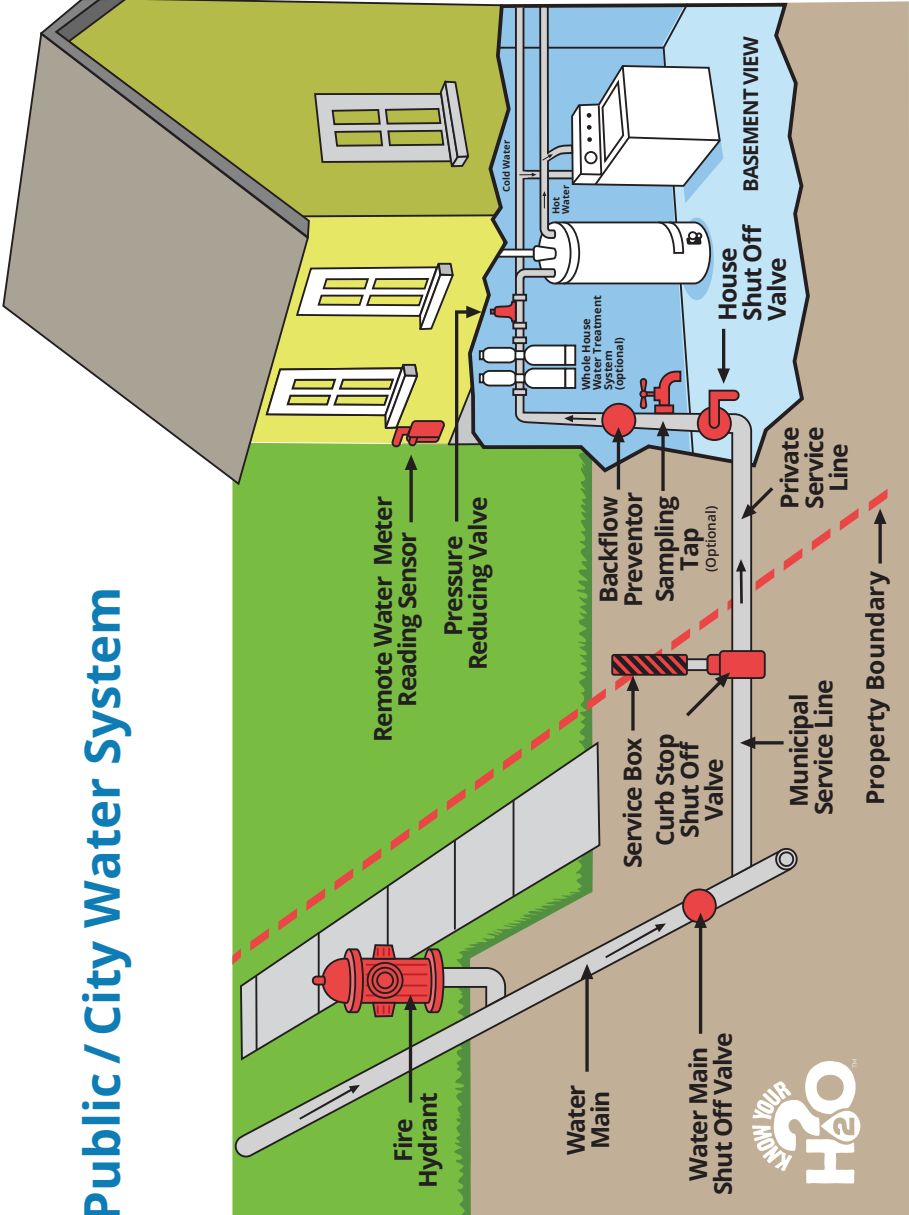 Public / City Water System
Fire
Hydrant
Water
Main
Water Main
Shut Off Valve
Remote Water Meter
Reading Sensor
Pressure
Reducing Valve
Service Box
Curb Stop
Shut Off
Valve
Municipal
Service Line
Property Boundary
Backflow
Preventor
Sampling
Tap
(Optional)
Private
Service
Line
House
Shut Off
Valve
Whole House
Water Treatment
System
(optional)
Cold Water
Hot
Water
BASEMENT VIEW
KNOW YOUR
H2O
TM